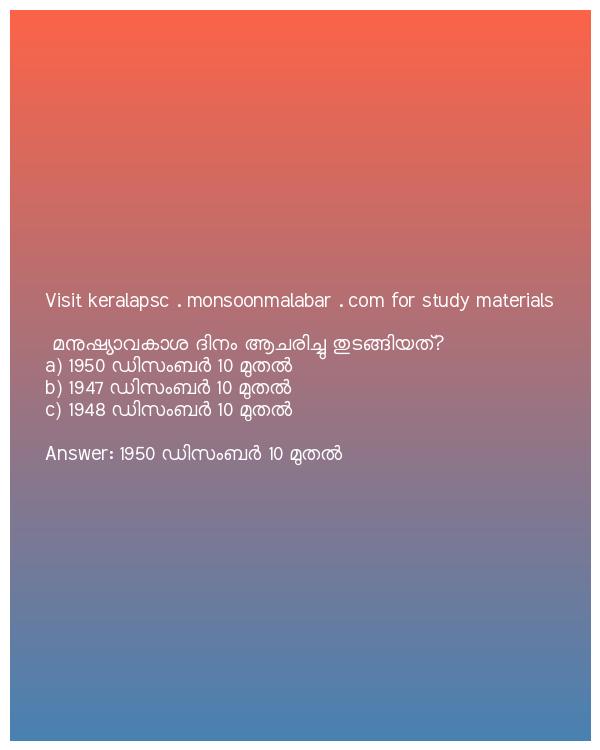 Visit keralapsc . monsoonmalabar . com for study materials
മനുഷ്യാവകാശ ദിനം ആചരിച്ചു തുടങ്ങിയത്?
a) 1950 ഡിസംബർ 10 മുതൽ
b) 1947 ഡിസംബർ 10 മുതൽ
c) 1948 ഡിസംബർ 10 മുതൽ
Answer: 1950 ഡിസംബർ 10 മുതൽ